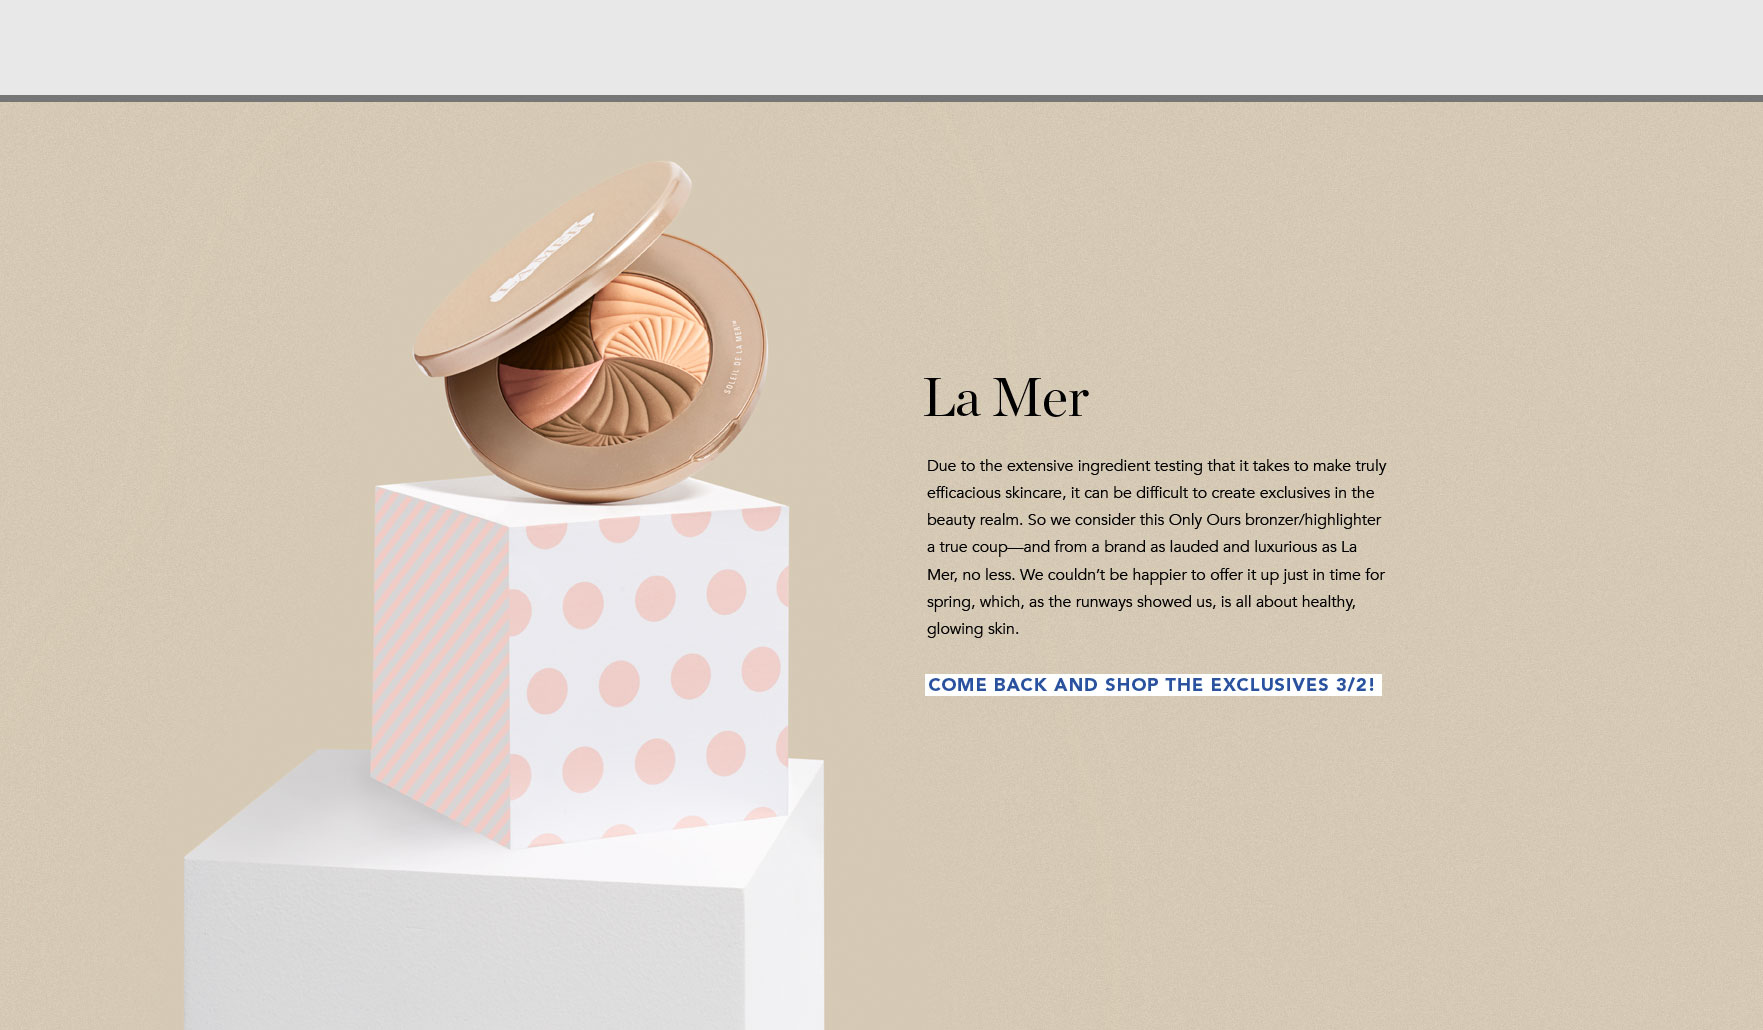 LA MER
SOLEIL DE LA MER™
La Mer
Due to the extensive ingredient testing that it takes to make truly
efficacious skincare, it can be difficult to create exclusives in the
beauty realm. So we consider this Only Ours bronzer/highlighter
a true coup—and from a brand as lauded and luxurious as La
Mer, no less. We couldn’t be happier to offer it up just in time for
spring, which, as the runways showed us, is all about healthy,
glowing skin.
COME BACK AND SHOP THE EXCLUSIVES 3/2!